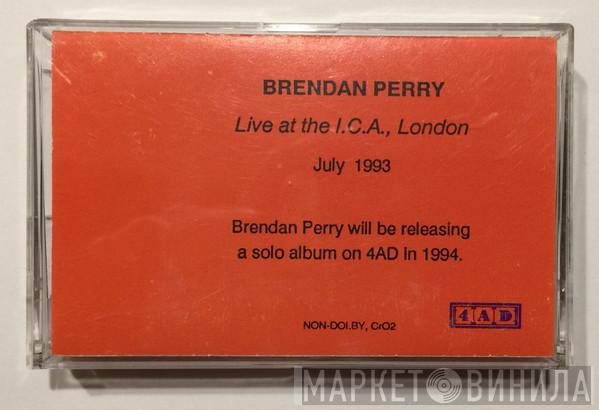 BRENDAN PERRY
Live at the I.C.A., London
July 1993
Brendan Perry will be releasing
a solo album on 4AD in 1994.
NON-DOLBY, CrO2
4AD
МАРКЕТ ВИНИЛА